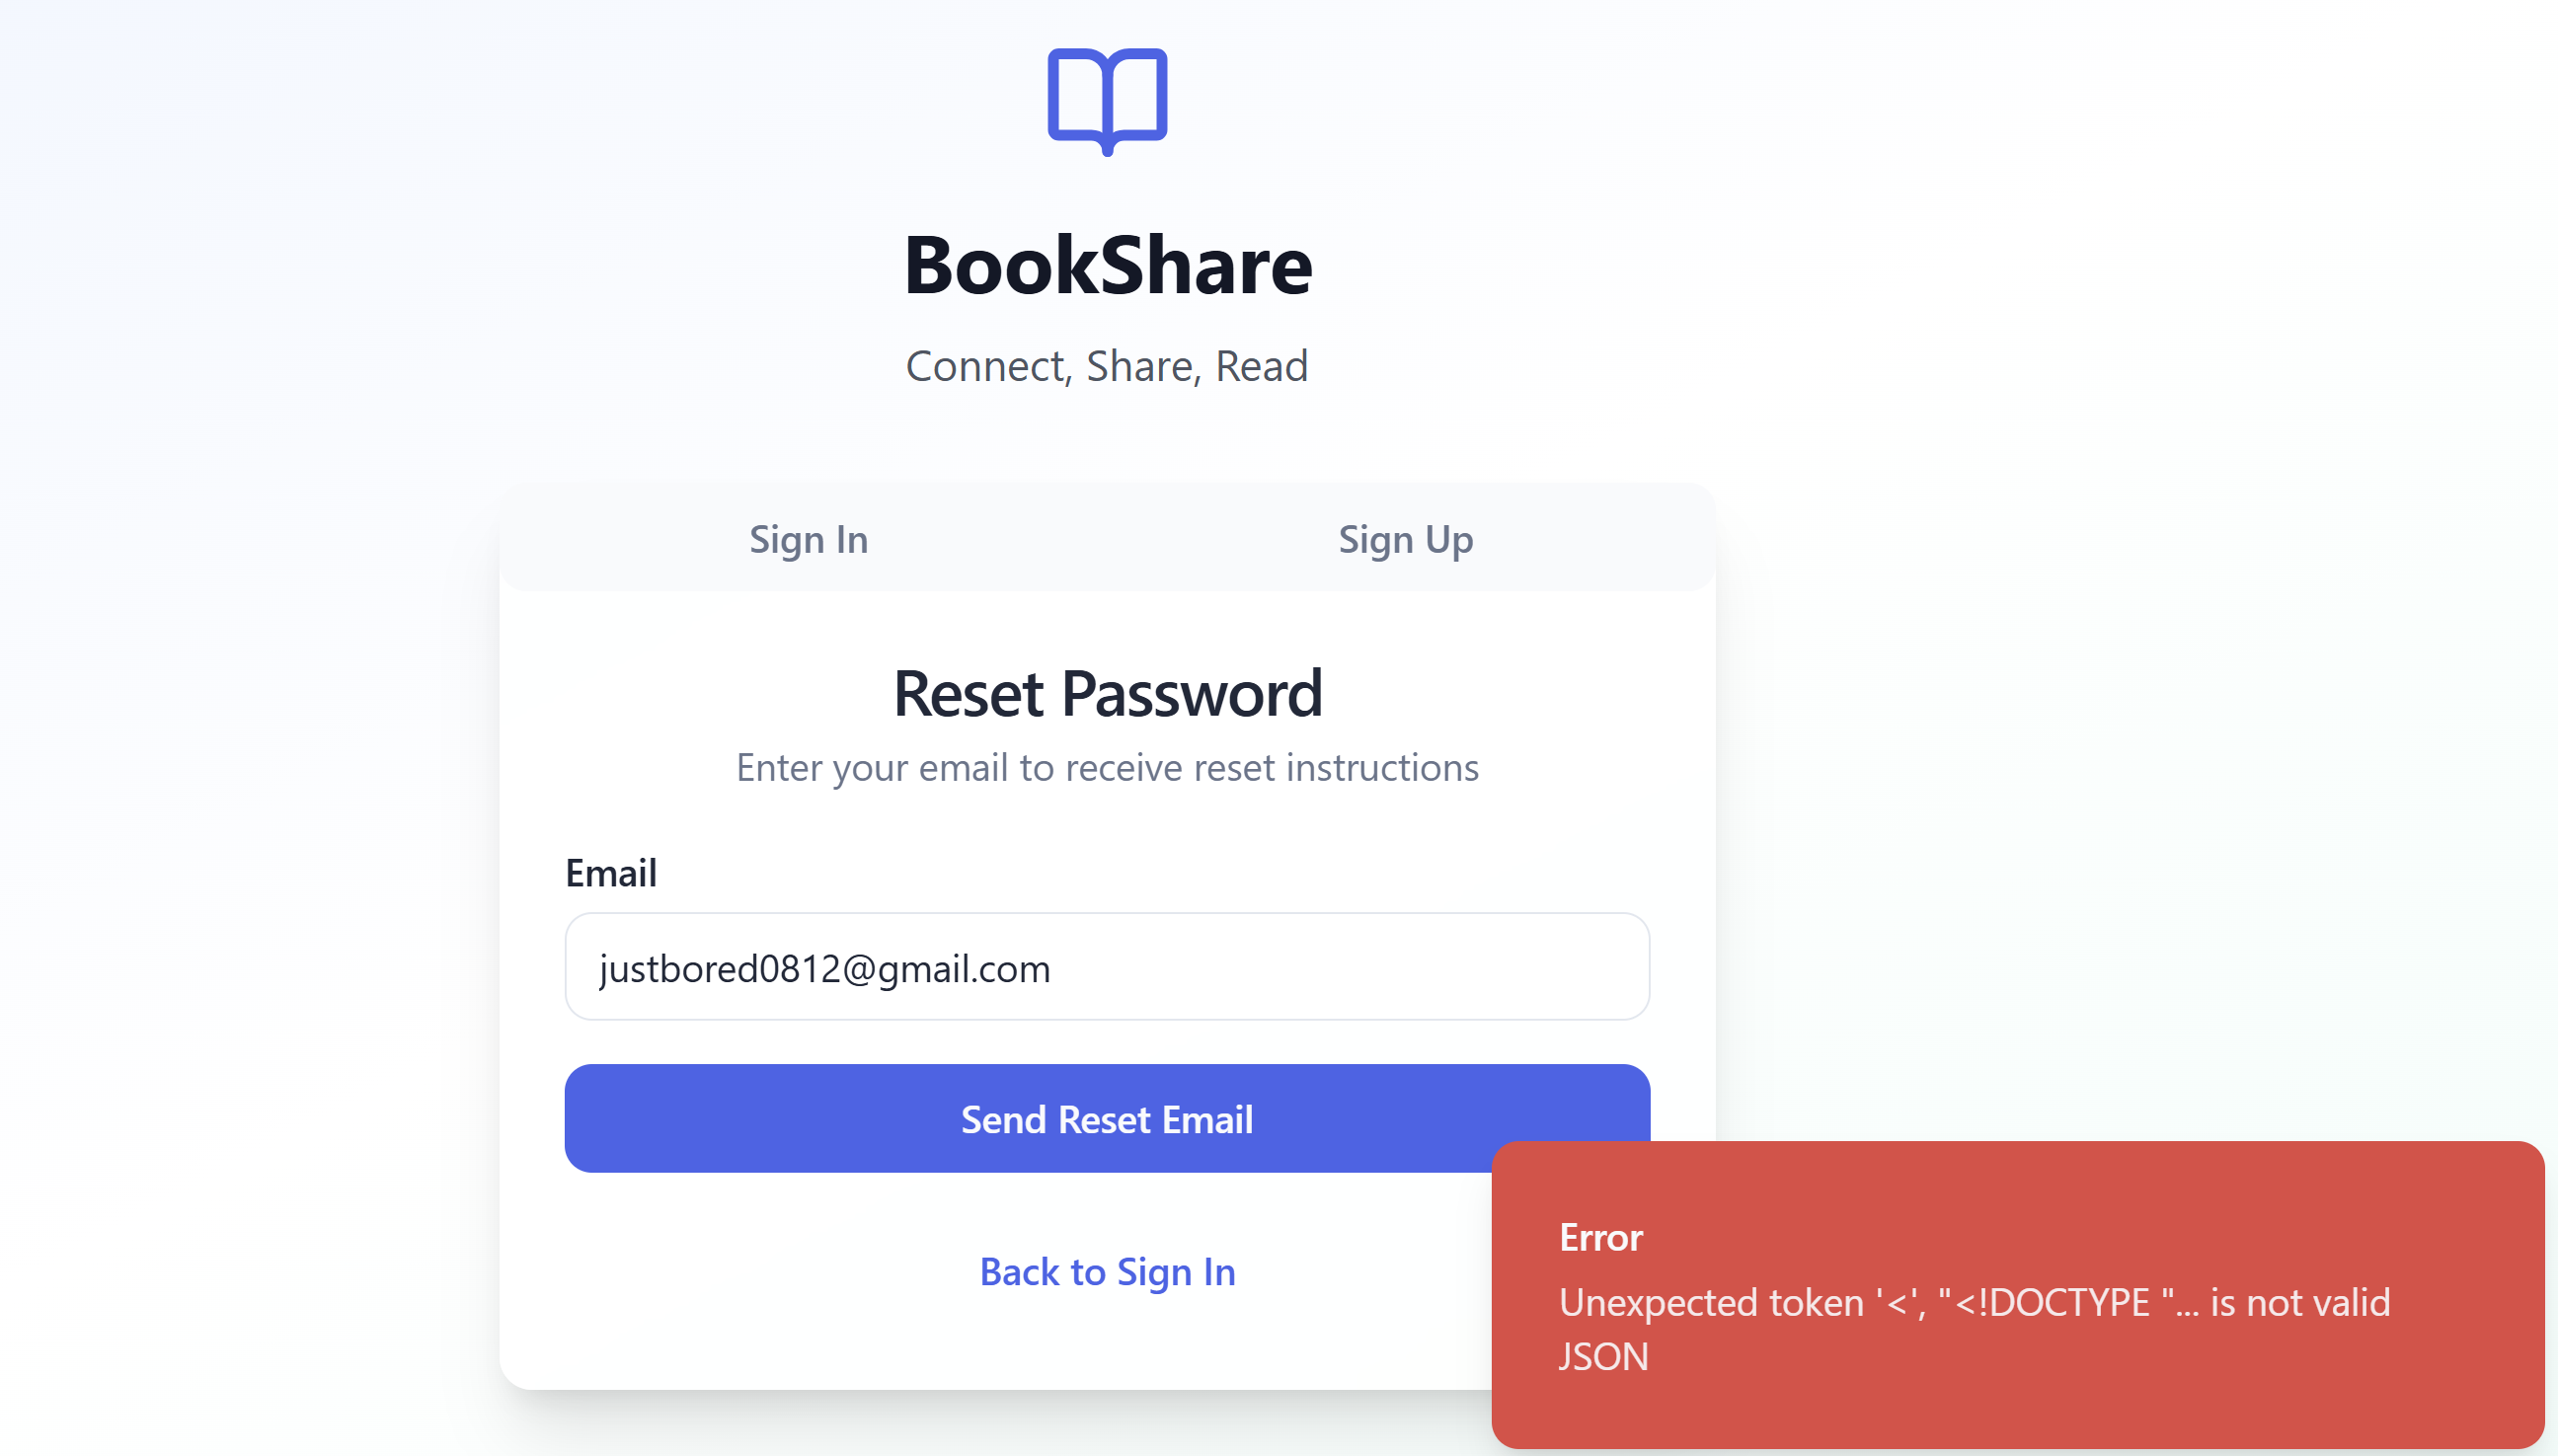 BookShare
Connect, Share, Read
Sign In
Sign Up
Reset Password
Enter your email to receive reset instructions
Email
justbored0812@gmail.com
Send Reset Email
Back to Sign In
Error
Unexpected token '<', "<!DOCTYPE "... is not valid
JSON